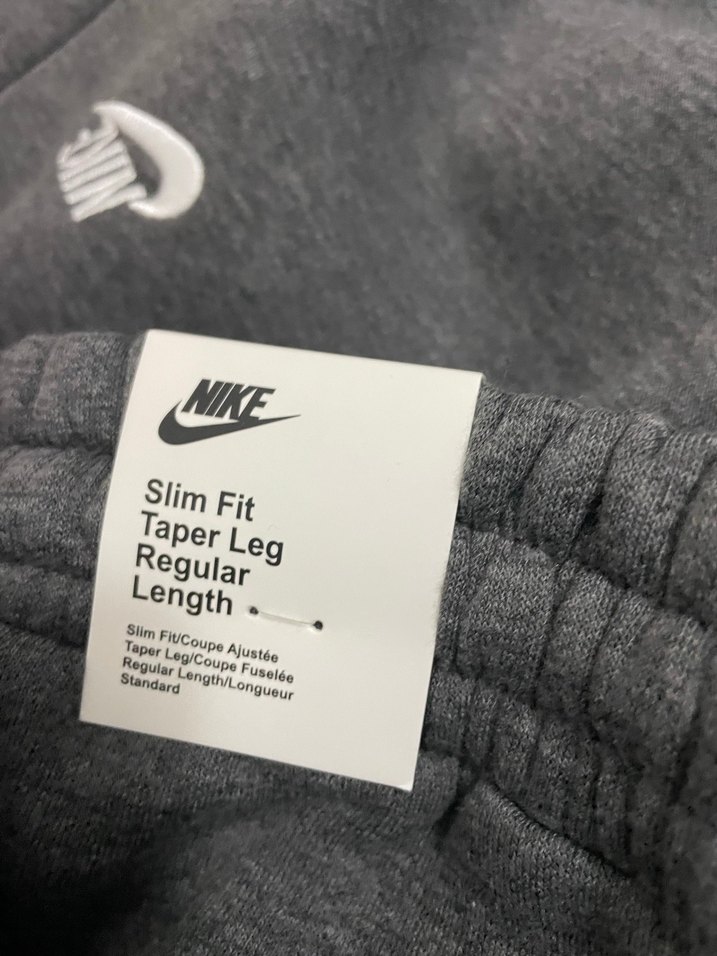 NIKE
NIKE
Slim Fit
Taper Leg
Regular
Length
Slim Fit/Coupe Ajustée
Taper Leg/Coupe Fuselée
Regular Length/Longueur
Standard